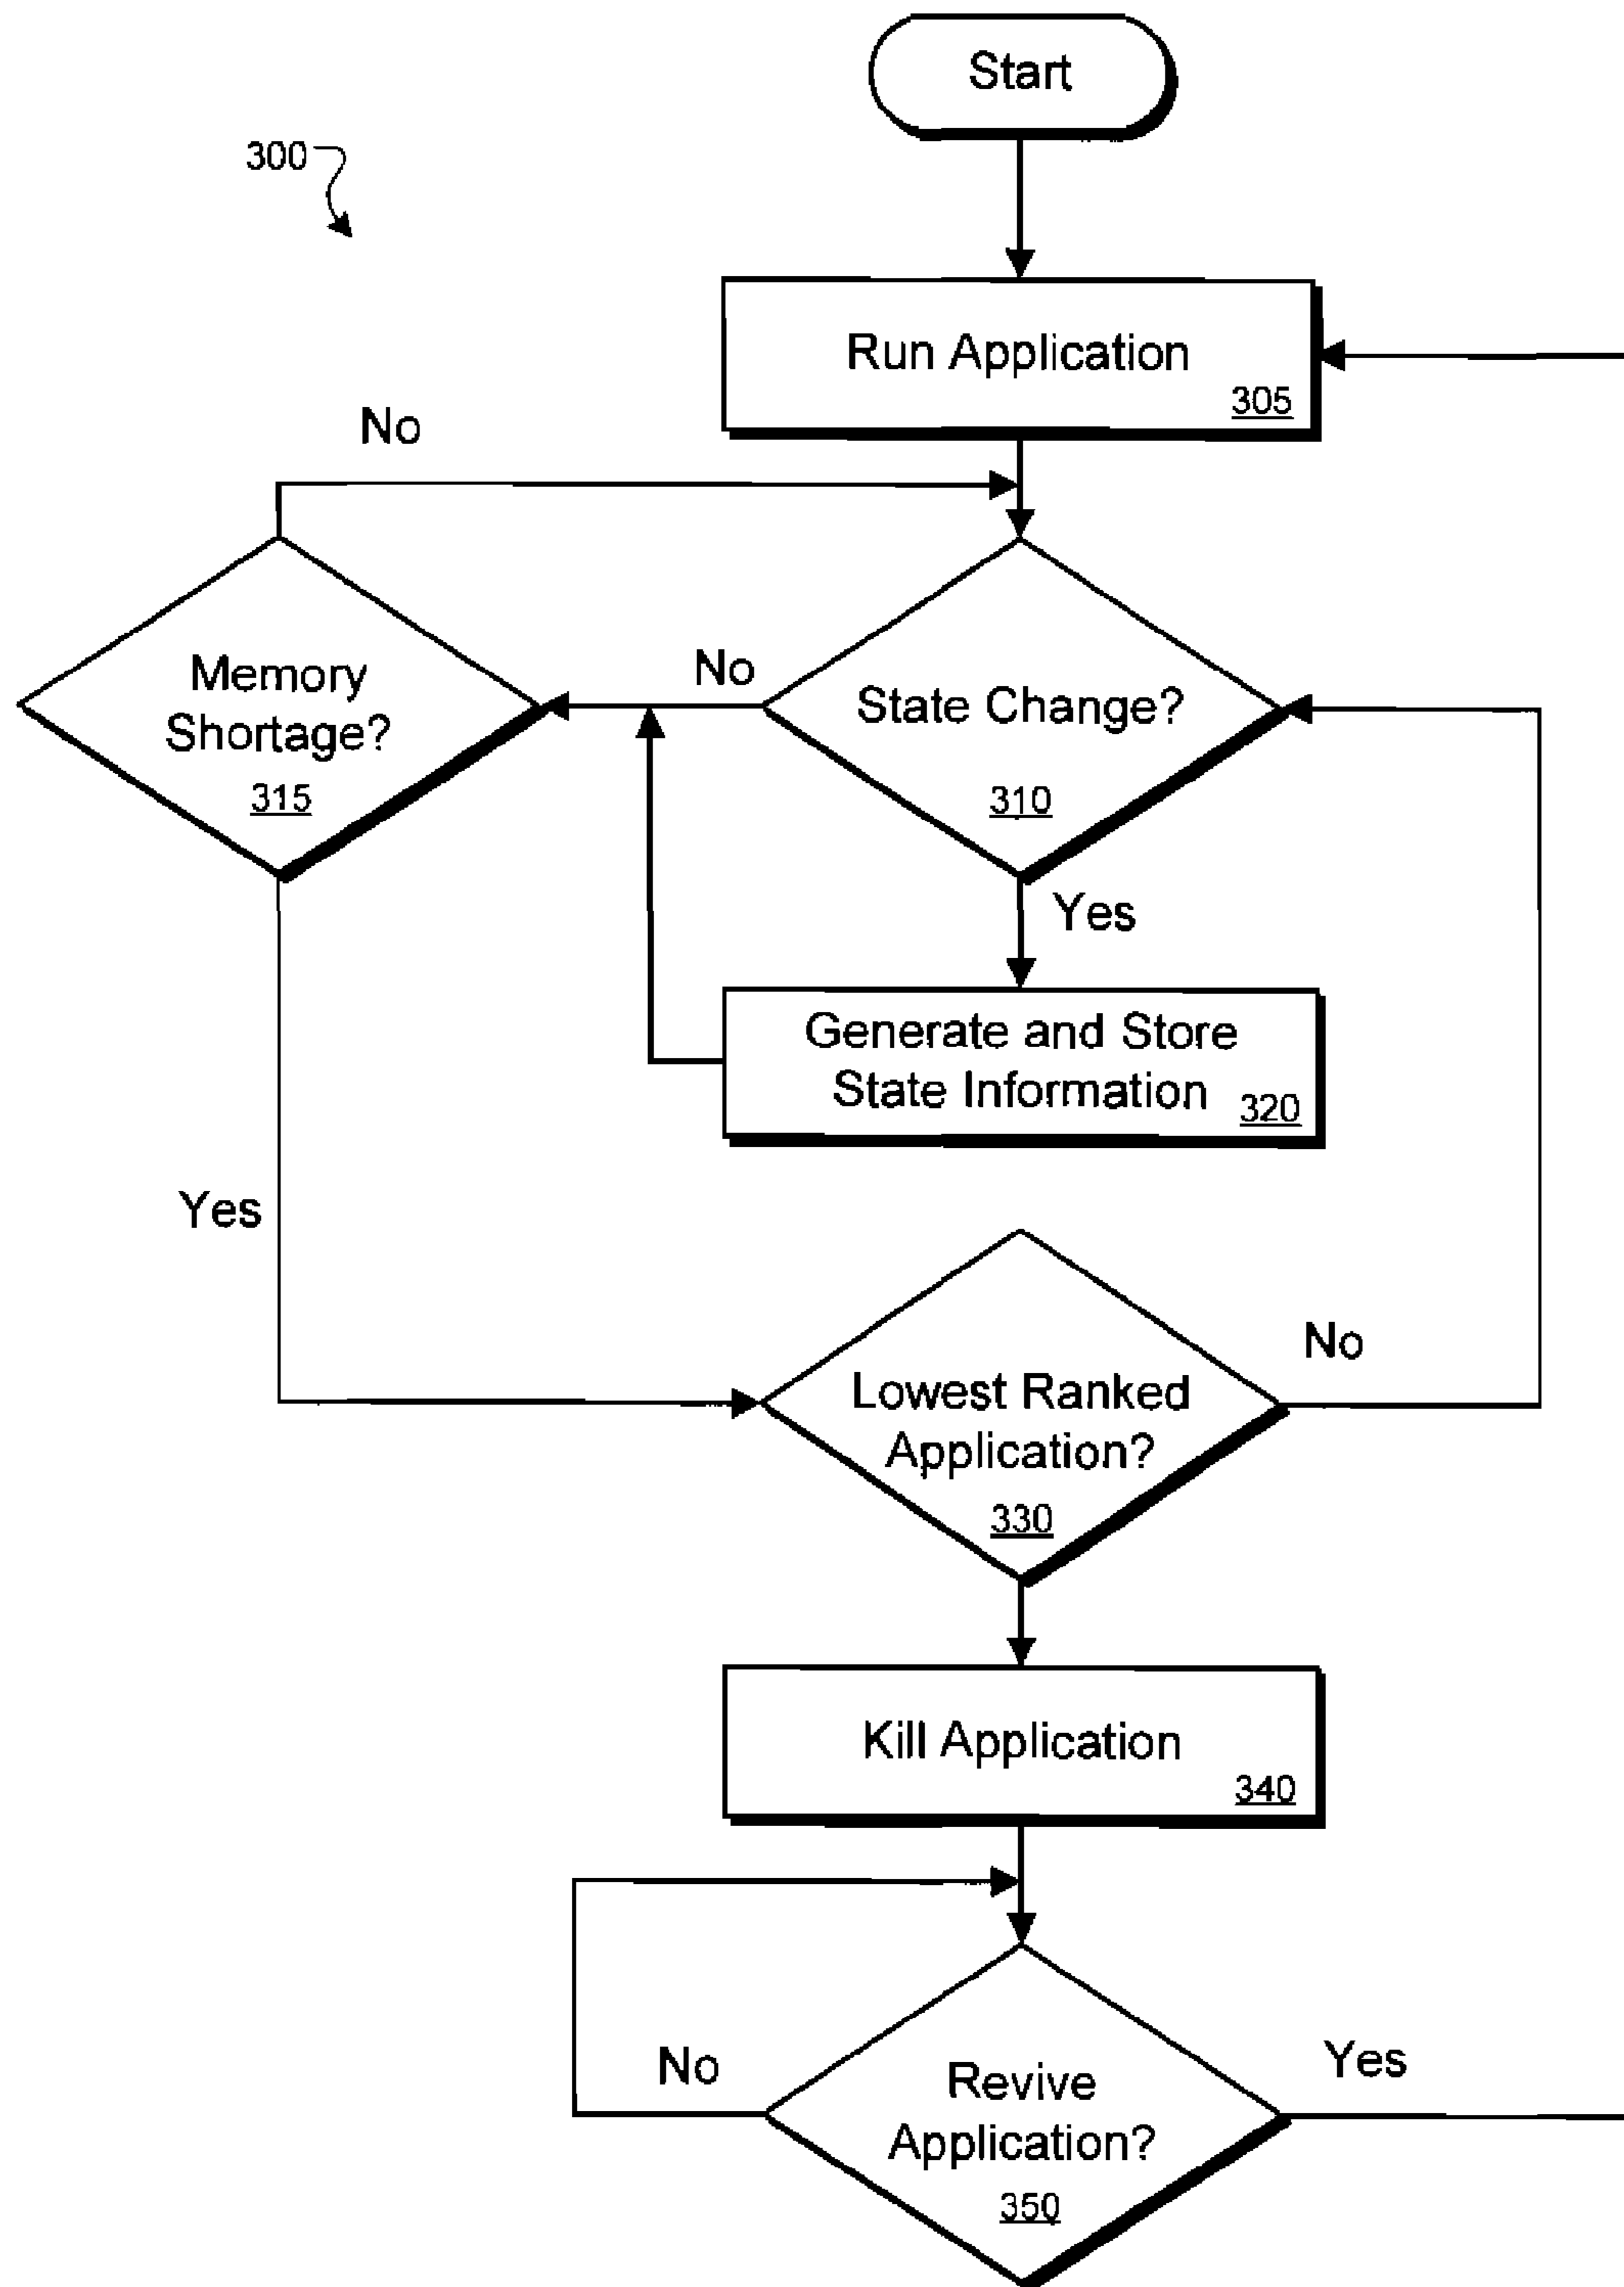 Start
300
Run Application
305
No
Memory
Shortage?
315
No
State Change?
310
Yes
Generate and Store
State Information
320
Yes
Lowest Ranked
Application?
330
No
Kill Application
340
No
Revive
Application?
350
Yes